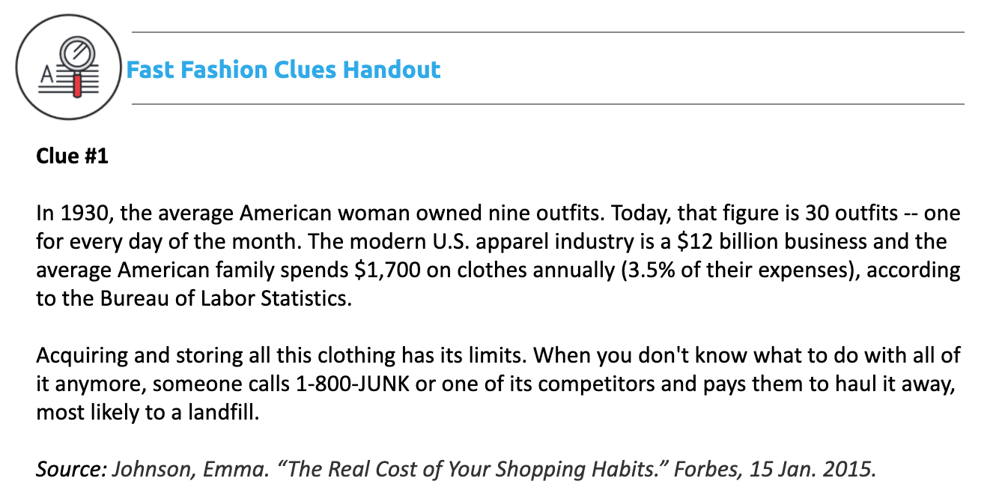 A
Fast Fashion Clues Handout
Clue #1
In 1930, the average American woman owned nine outfits. Today, that figure is 30 outfits -- one
for every day of the month. The modern U.S. apparel industry is a $12 billion business and the
average American family spends $1,700 on clothes annually (3.5% of their expenses), according
to the Bureau of Labor Statistics.
Acquiring and storing all this clothing has its limits. When you don't know what to do with all of
it anymore, someone calls 1-800-JUNK or one of its competitors and pays them to haul it away,
most likely to a landfill.
Source: Johnson, Emma. “The Real Cost of Your Shopping Habits.” Forbes, 15 Jan. 2015.